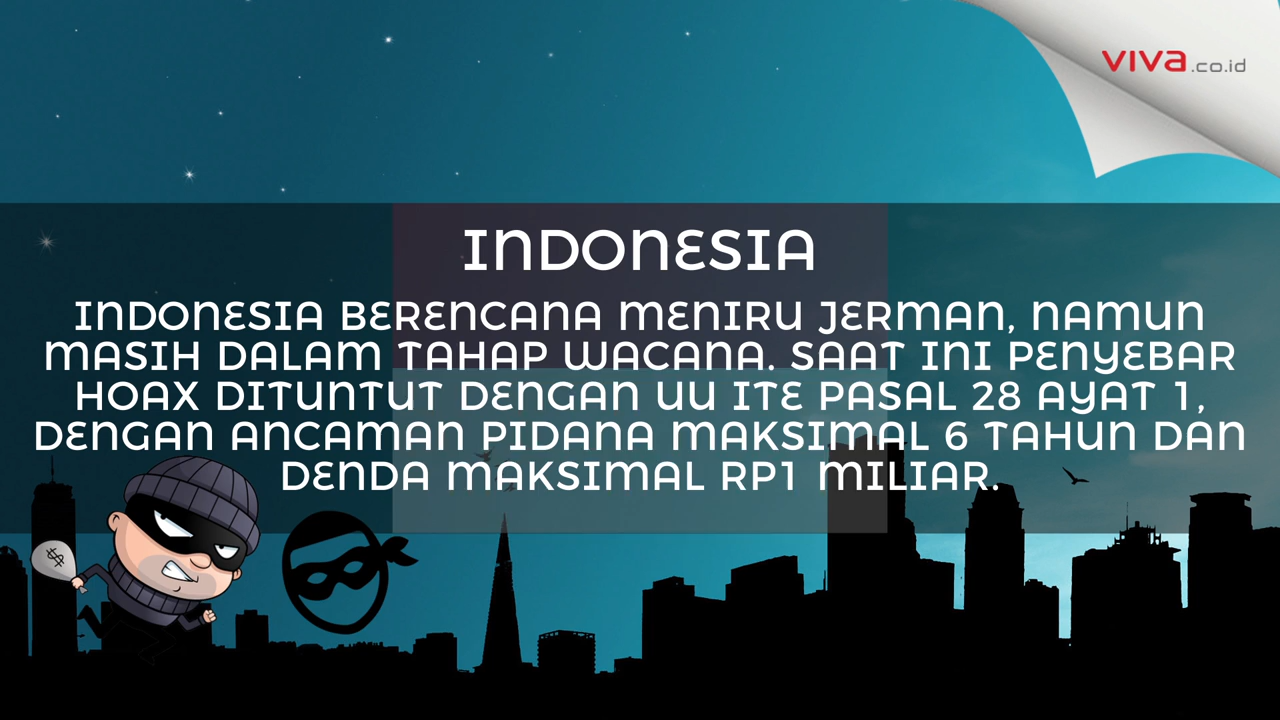 viva.co.id
INDONESIA
INDONESIA BERENCANA MENIRU JERMAN, NAMUN
MASIH DALAM TAHAP WACANA. SAAT INI PENYEBAR
HOAX DITUNTUT DENGAN UU ITE PASAL 28 AYAT 1,
DENGAN ANCAMAN PIDANA MAKSIMAL 6 TAHUN DAN
DENDA MAKSIMAL RP1 MILIAR.
$